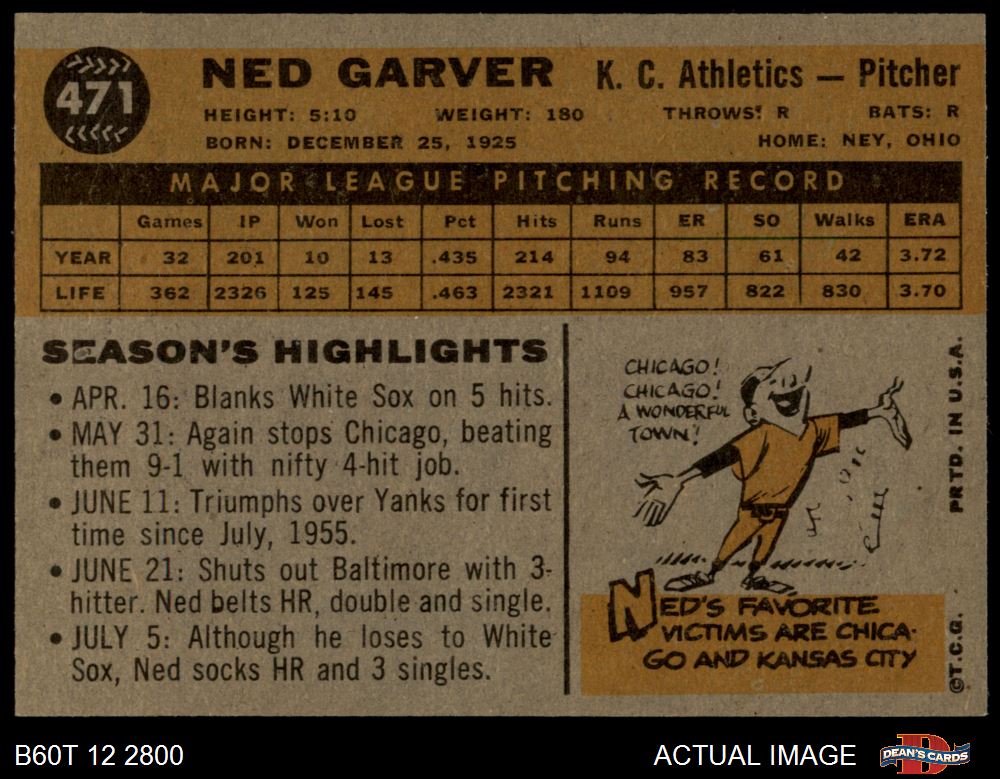 471
NED GARVER K. C. Athletics — Pitcher
HEIGHT: 5:10 WEIGHT: 180 THROWS: R BATS: R
BORN: DECEMBER 25, 1925 HOME: NEY, OHIO
MAJOR LEAGUE PITCHING RECORD
Games IP Won Lost Pct Hits Runs ER SO Walks ERA
YEAR 32 201 10 13 .435 214 94 83 61 42 3.72
LIFE 362 2326 125 145 .463 2321 1109 957 822 830 3.70
SEASON'S HIGHLIGHTS
• APR. 16: Blanks White Sox on 5 hits.
• MAY 31: Again stops Chicago, beating
them 9-1 with nifty 4-hit job.
• JUNE 11: Triumphs over Yanks for first
time since July, 1955.
• JUNE 21: Shuts out Baltimore with 3-
hitter. Ned belts HR, double and single.
• JULY 5: Although he loses to White
Sox, Ned socks HR and 3 singles.
CHICAGO!
CHICAGO!
A WONDERFUL
TOWN!
NED'S FAVORITE
VICTIMS ARE CHICA-
GO AND KANSAS CITY
©T.C.G. PRTD. IN U.S.A.
B60T 12 2800 ACTUAL IMAGE DEAN'S CARDS